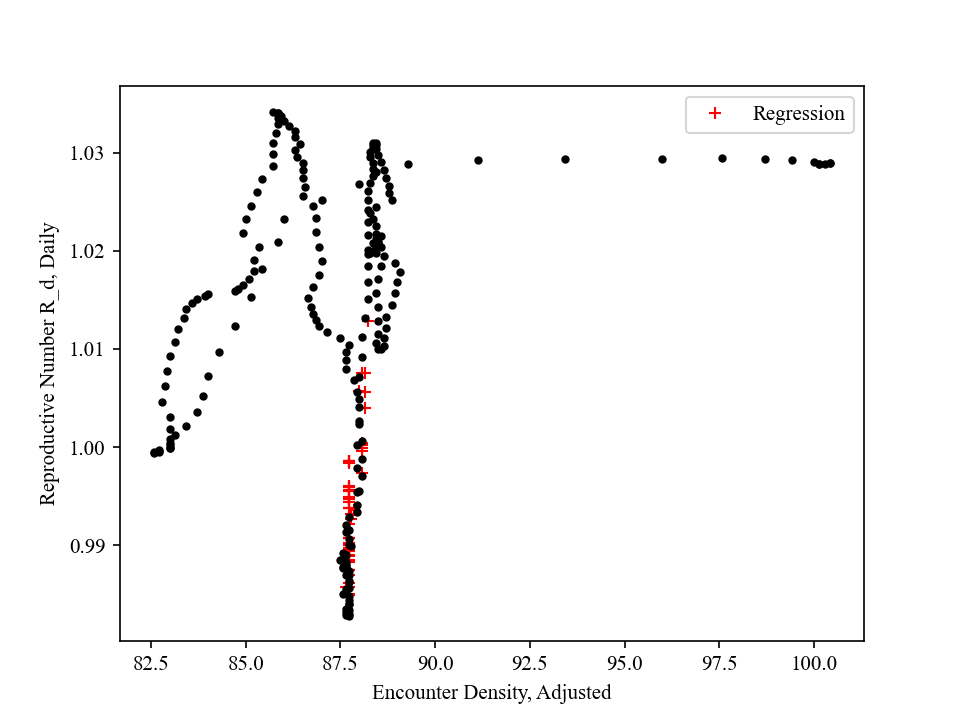 Regression
1.03
1.02
1.01
1.00
0.99
Reproductive Number R_d, Daily
82.5 85.0 87.5 90.0 92.5 95.0 97.5 100.0
Encounter Density, Adjusted